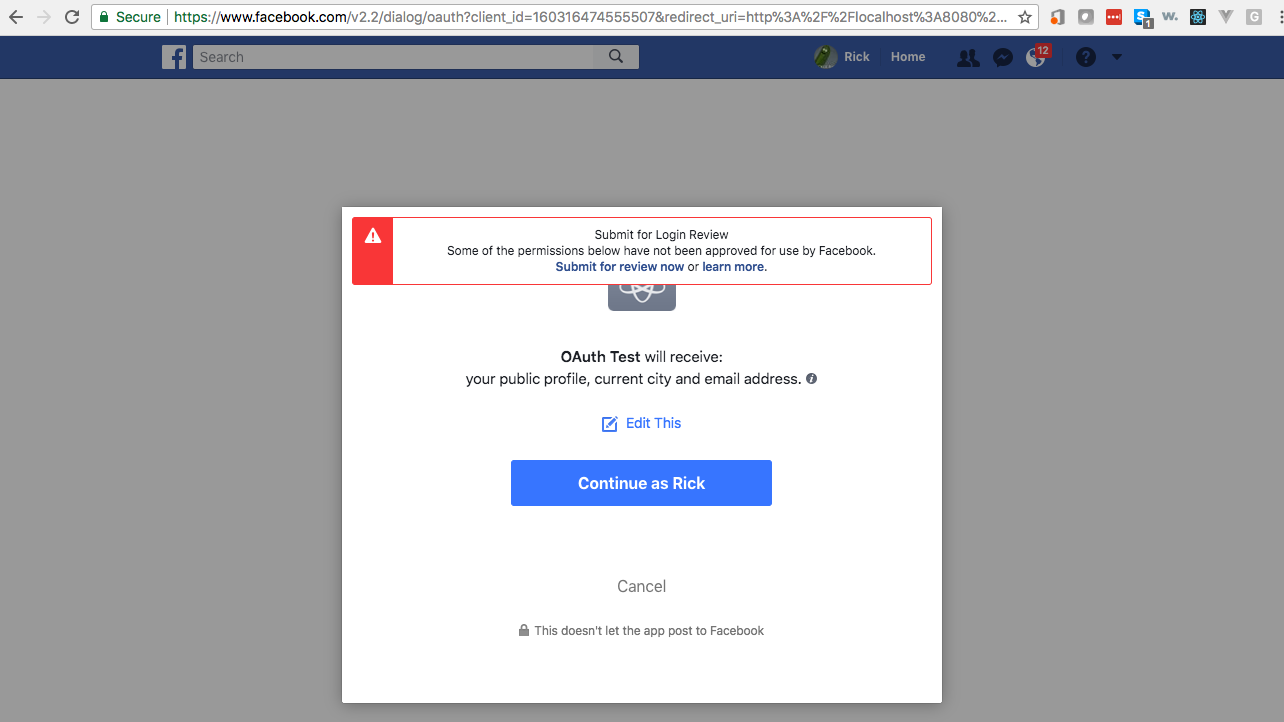 Secure https://www.facebook.com/v2.2/dialog/oauth?client_id=160316474555507&redirect_uri=http%3A%2F%2Flocalhost%3A8080%2...
1
w.
G
f Search Rick Home 12 ?
Submit for Login Review
Some of the permissions below have not been approved for use by Facebook.
Submit for review now or learn more.
OAuth Test will receive:
your public profile, current city and email address. i
Edit This
Continue as Rick
Cancel
This doesn't let the app post to Facebook